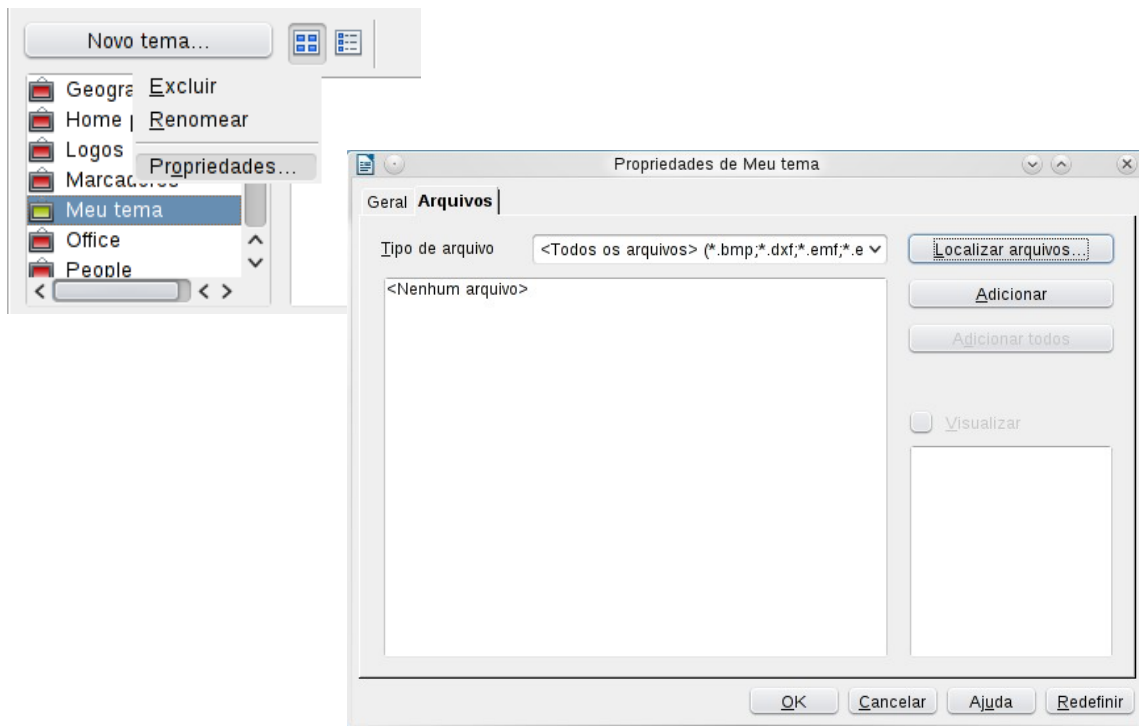 Novo tema...
Geogra
Excluir
Home
Renomear
Logos
Propriedades...
Marcadores
Meu tema
Office
People
Propriedades de Meu tema
Geral Arquivos
Tipo de arquivo <Todos os arquivos> (*.bmp;*.dxf;*.emf;*.e Localizar arquivos...
<Nenhum arquivo>
Adicionar
Adicionar todos
Visualizar
OK Cancelar Ajuda Redefinir